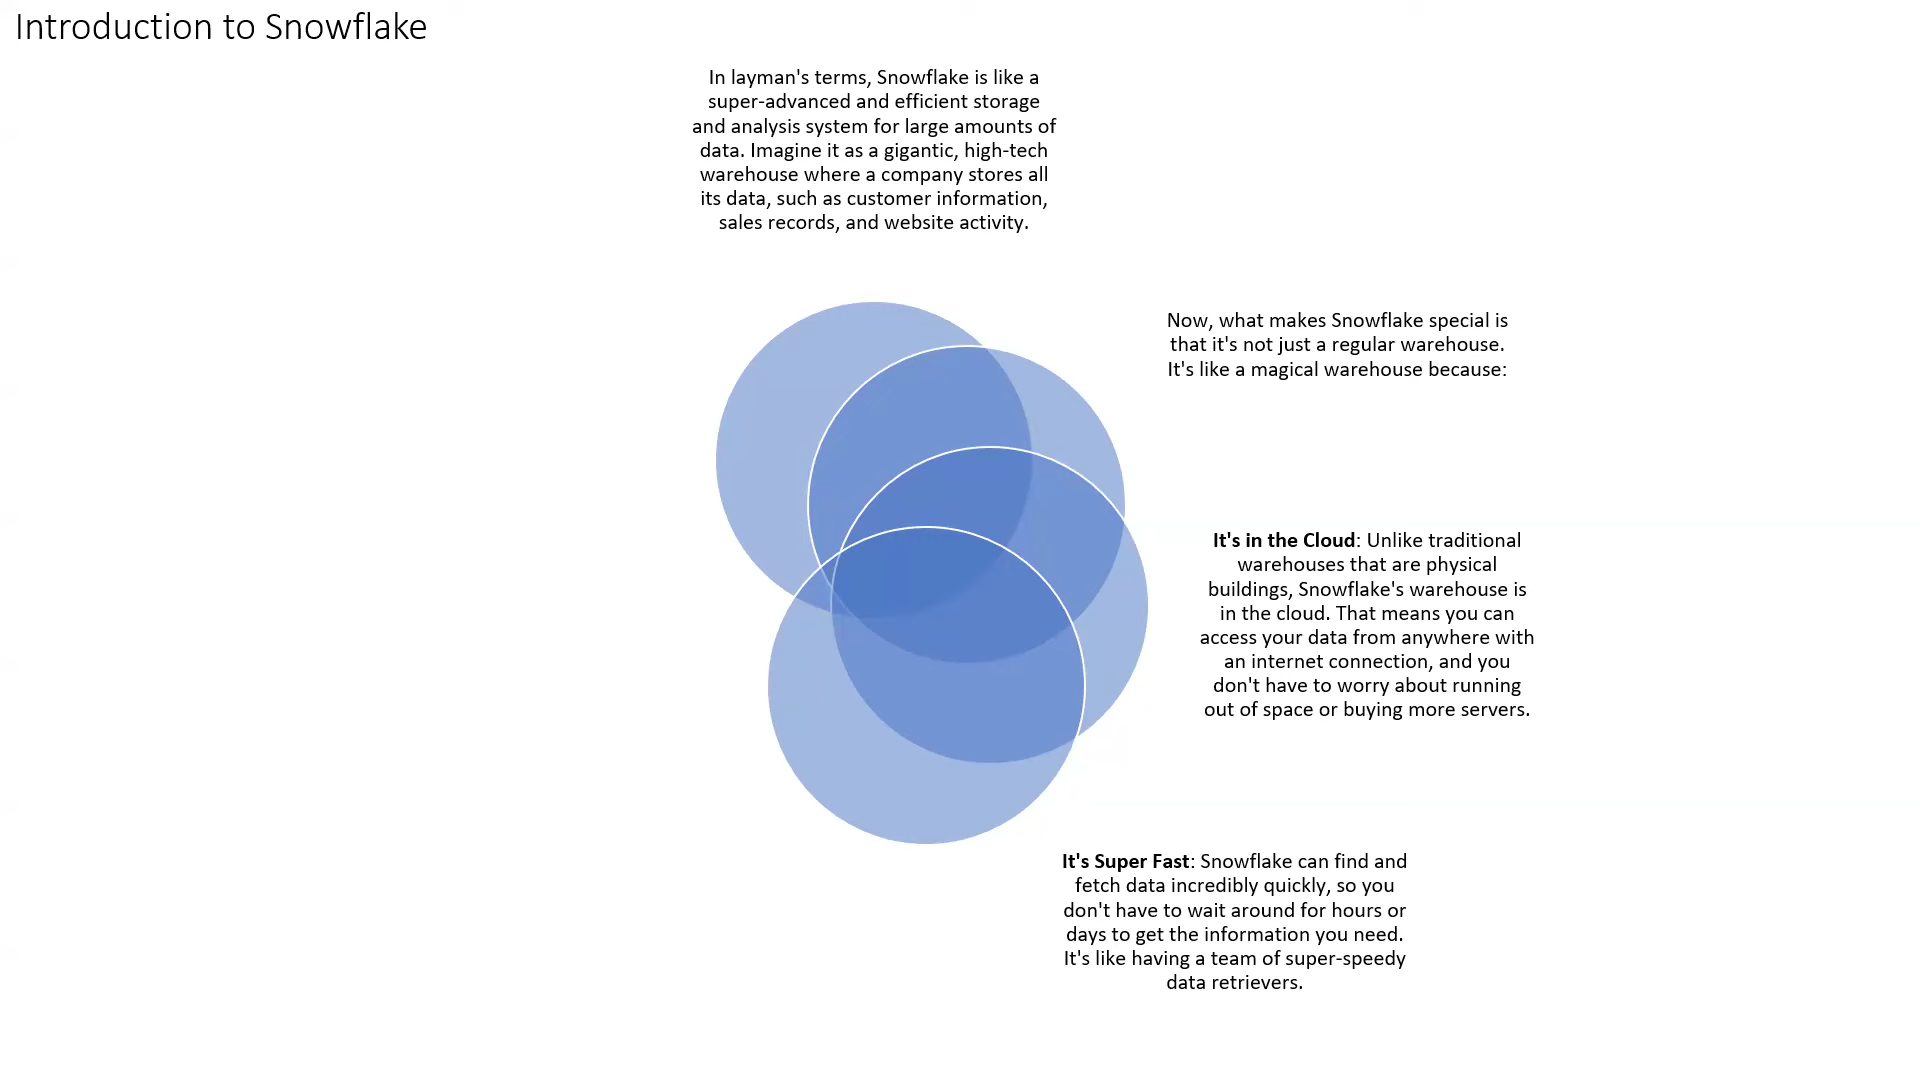 Introduction to Snowflake
In layman's terms, Snowflake is like a
super-advanced and efficient storage
and analysis system for large amounts of
data. Imagine it as a gigantic, high-tech
warehouse where a company stores all
its data, such as customer information,
sales records, and website activity.
Now, what makes Snowflake special is
that it's not just a regular warehouse.
It's like a magical warehouse because:
It's in the Cloud: Unlike traditional
warehouses that are physical
buildings, Snowflake's warehouse is
in the cloud. That means you can
access your data from anywhere with
an internet connection, and you
don't have to worry about running
out of space or buying more servers.
It's Super Fast: Snowflake can find and
fetch data incredibly quickly, so you
don't have to wait around for hours or
days to get the information you need.
It's like having a team of super-speedy
data retrievers.